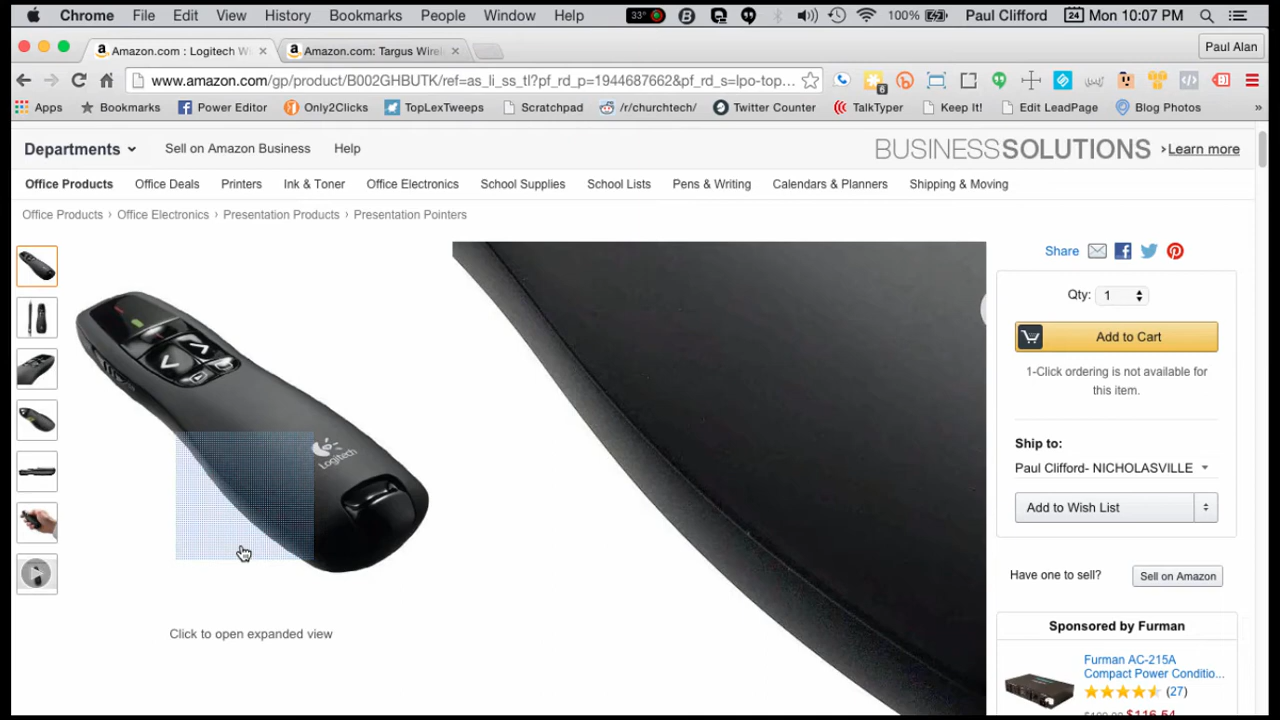 Chrome File Edit View History Bookmarks People Window Help 33° 100% Paul Clifford 24 Mon 10:07 PM
Amazon.com : Logitech W Amazon.com: Targus Wirel Paul Alan
www.amazon.com/gp/product/B002GHBUTK/ref=as_li_ss_tl?pf_rd_p=1944687662&pf_rd_s=lpo-top... 6
Apps Bookmarks Power Editor Only2Clicks TopLexTweeps Scratchpad /r/churchtech/ Twitter Counter TalkTyper Keep It! Edit LeadPage Blog Photos »
Departments Sell on Amazon Business Help BUSINESSSOLUTIONS ›Learn more
Office Products Office Deals Printers Ink & Toner Office Electronics School Supplies School Lists Pens & Writing Calendars & Planners Shipping & Moving
Office Products › Office Electronics › Presentation Products › Presentation Pointers
Share
Qty: 1
Add to Cart
1-Click ordering is not available for
this item.
Logitech
Ship to:
Paul Clifford- NICHOLASVILLE
Add to Wish List
Have one to sell? Sell on Amazon
Click to open expanded view
Sponsored by Furman
Furman AC-215A
Compact Power Conditio...
(27)
$116.54